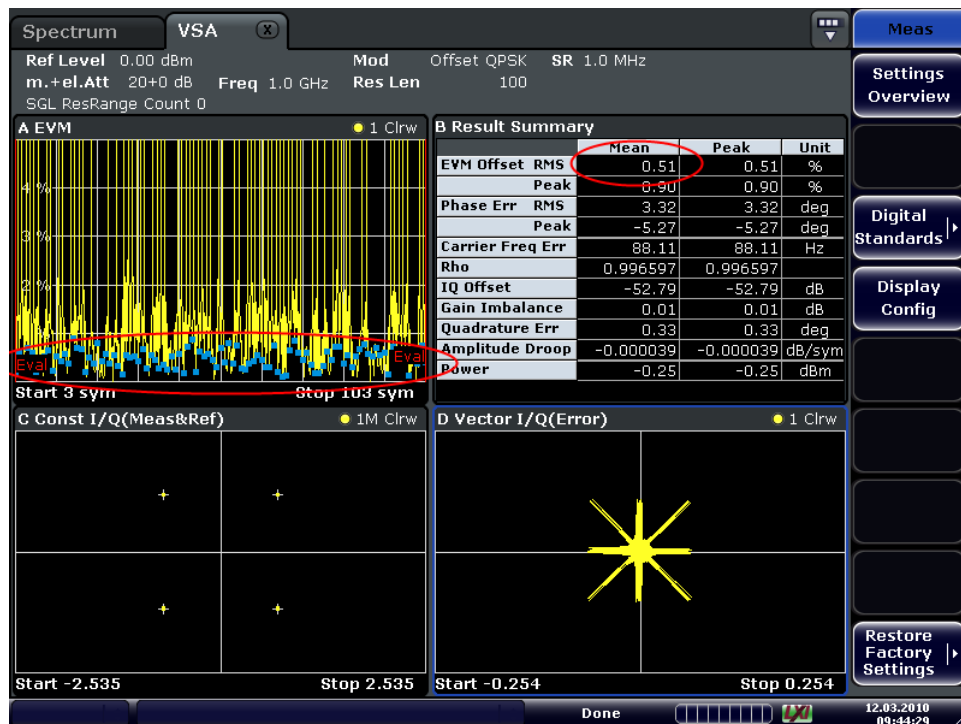 Spectrum VSA X
Meas
Ref Level 0.00 dBm Mod Offset QPSK SR 1.0 MHz
m.+el.Att 20+0 dB Freq 1.0 GHz Res Len 100
SGL ResRange Count 0
Settings Overview
A EVM 1 Clrw
4 %
3 %
2 %
Eval Eval
Start 3 sym Stop 103 sym
B Result Summary
Mean Peak Unit
EVM Offset RMS 0.51 0.51 %
Peak 0.90 0.90 %
Phase Err RMS 3.32 3.32 deg
Peak -5.27 -5.27 deg
Carrier Freq Err 88.11 88.11 Hz
Rho 0.996597 0.996597
IQ Offset -52.79 -52.79 dB
Gain Imbalance 0.01 0.01 dB
Quadrature Err 0.33 0.33 deg
Amplitude Droop -0.000039 -0.000039 dB/sym
Power -0.25 -0.25 dBm
Digital Standards
Display Config
C Const I/Q(Meas&Ref) 1M Clrw
Start -2.535 Stop 2.535
D Vector I/Q(Error) 1 Clrw
Start -0.254 Stop 0.254
Restore Factory Settings
Done LXI
12.03.2010
09:44:29